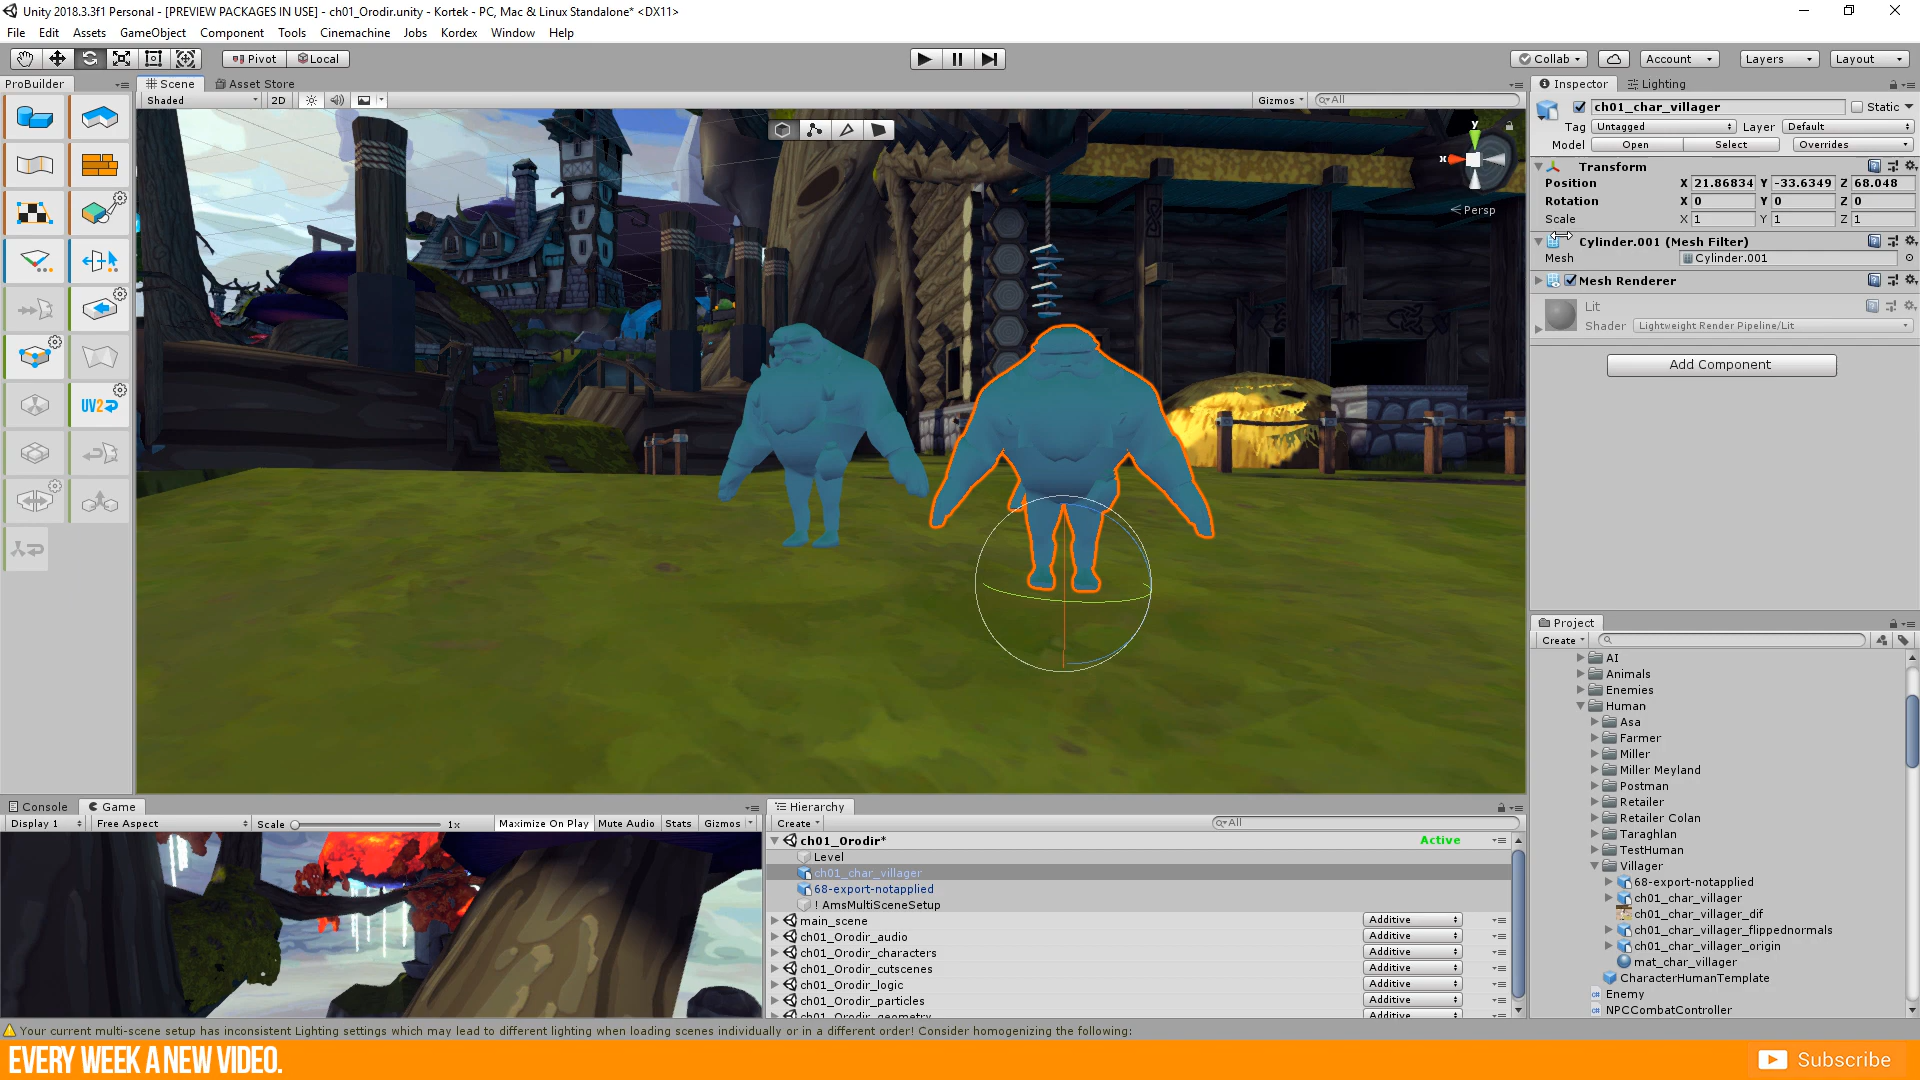 Unity 2018.3.3f1 Personal - [PREVIEW PACKAGES IN USE] - ch01_Orodir.unity - Kortek - PC, Mac & Linux Standalone* <DX11>
File Edit Assets GameObject Component Tools Cinemachine Jobs Kordex Window Help
Pivot Local
Collab Account Layers Layout
ProBuilder
Scene Asset Store
Shaded 2D Gizmos All
y
x
Persp
UV2
Inspector Lighting
ch01_char_villager Static
Tag Untagged Layer Default
Model Open Select Overrides
Transform
Position X 21.86834 Y -33.6349 Z 68.048
Rotation X 0 Y 0 Z 0
Scale X 1 Y 1 Z 1
Cylinder.001 (Mesh Filter)
Mesh Cylinder.001
Mesh Renderer
Lit
Shader Lightweight Render Pipeline/Lit
Add Component
Project
Create
AI
Animals
Enemies
Human
Asa
Farmer
Miller
Miller Meyland
Postman
Retailer
Retailer Colan
Taraghlan
TestHuman
Villager
68-export-notapplied
ch01_char_villager
ch01_char_villager_dif
ch01_char_villager_flippednormals
ch01_char_villager_origin
mat_char_villager
CharacterHumanTemplate
Enemy
NPCCombatController
Console Game
Display 1 Free Aspect Scale 1x Maximize On Play Mute Audio Stats Gizmos
Hierarchy
Create All
ch01_Orodir* Active
Level
ch01_char_villager
68-export-notapplied
! AmsMultiSceneSetup
main_scene Additive
ch01_Orodir_audio Additive
ch01_Orodir_characters Additive
ch01_Orodir_cutscenes Additive
ch01_Orodir_logic Additive
ch01_Orodir_particles Additive
ch01_Orodir_geometry Additive
Your current multi-scene setup has inconsistent Lighting settings which may lead to different lighting when loading scenes individually or in a different order! Consider homogenizing the following:
EVERY WEEK A NEW VIDEO.
Subscribe